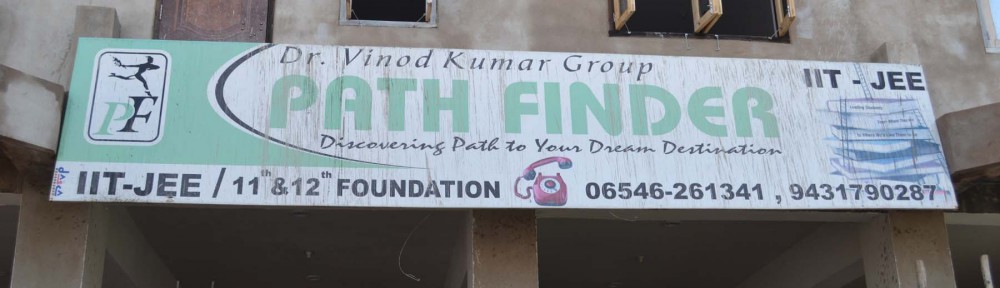 Dr. Vinod Kumar Group
PF
PATH FINDER
IIT - JEE
Discovering Path to Your Dream Destination
IIT-JEE / 11th & 12th FOUNDATION
06546-261341 , 9431790287